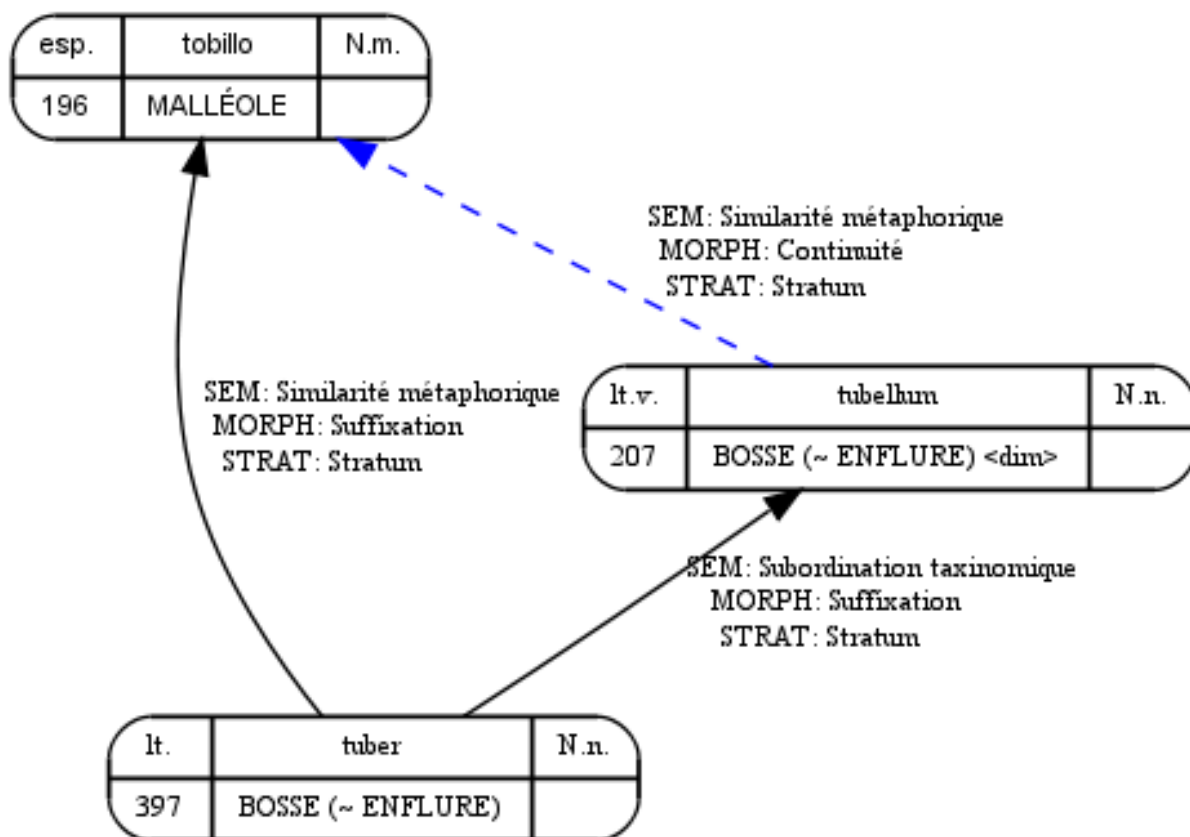 esp. tobillo N.m.
196 MALLÉOLE
SEM: Similarité métaphorique
MORPH: Continuité
STRAT: Stratum
SEM: Similarité métaphorique
MORPH: Suffixation
STRAT: Stratum
lt.v. tubellum N.n.
207 BOSSE (~ ENFLURE) <dim>
SEM: Subordination taxinomique
MORPH: Suffixation
STRAT: Stratum
lt. tuber N.n.
397 BOSSE (~ ENFLURE)